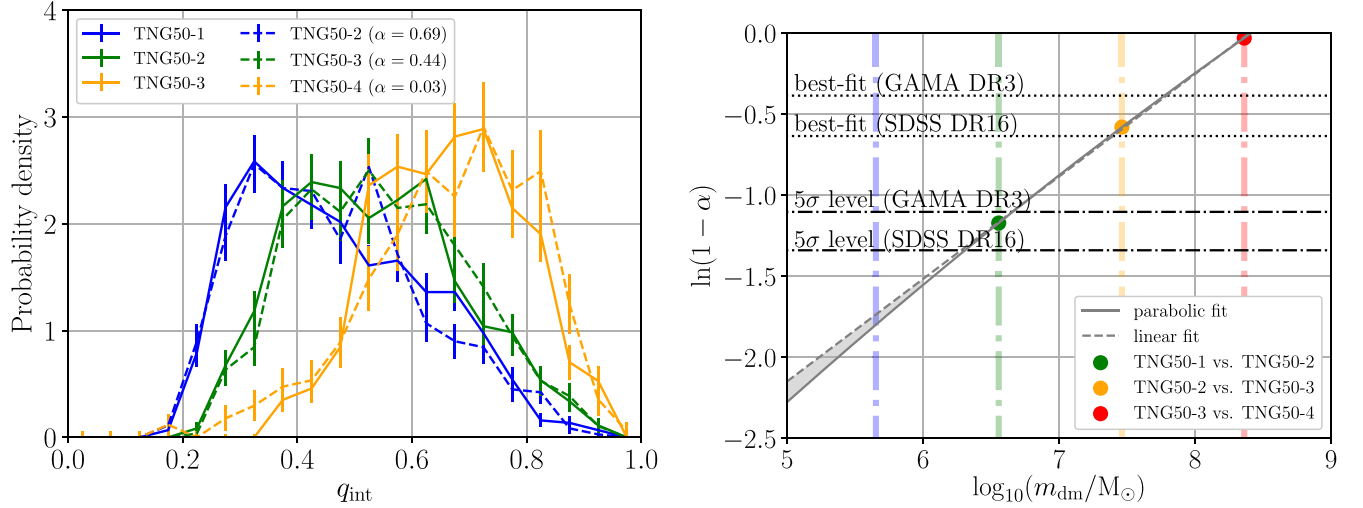 4
3
2
1
0
0.0 0.2 0.4 0.6 0.8 1.0
Probability density
q_int
TNG50-1
TNG50-2
TNG50-3
TNG50-2 (α = 0.69)
TNG50-3 (α = 0.44)
TNG50-4 (α = 0.03)
0.0
−0.5
−1.0
−1.5
−2.0
−2.5
5 6 7 8 9
ln(1 − α)
log₁₀(m_dm/M_⊙)
best-fit (GAMA DR3)
best-fit (SDSS DR16)
5σ level (GAMA DR3)
5σ level (SDSS DR16)
parabolic fit
linear fit
TNG50-1 vs. TNG50-2
TNG50-2 vs. TNG50-3
TNG50-3 vs. TNG50-4